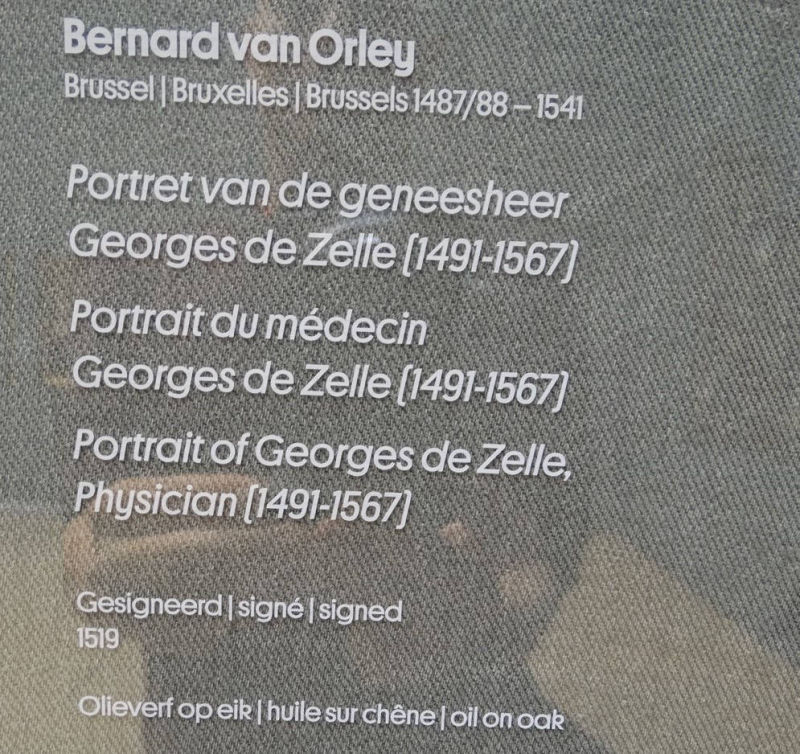 Bernard van Orley
Brussel | Bruxelles | Brussels 1487/88 – 1541
Portret van de geneesheer
Georges de Zelle (1491-1567)
Portrait du médecin
Georges de Zelle (1491-1567)
Portrait of Georges de Zelle,
Physician (1491-1567)
Gesigneerd | signé | signed
1519
Olieverf op eik | huile sur chêne | oil on oak